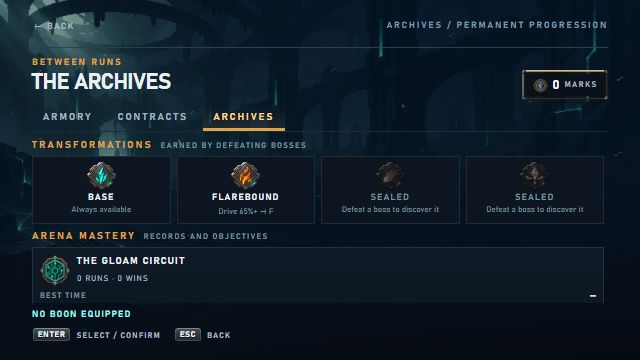 ← BACK
ARCHIVES / PERMANENT PROGRESSION
BETWEEN RUNS
THE ARCHIVES
0 MARKS
ARMORY CONTRACTS ARCHIVES
TRANSFORMATIONS EARNED BY DEFEATING BOSSES
BASE
Always available
FLAREBOUND
Drive 65%+ → F
SEALED
Defeat a boss to discover it
SEALED
Defeat a boss to discover it
ARENA MASTERY RECORDS AND OBJECTIVES
THE GLOAM CIRCUIT
0 RUNS · 0 WINS
BEST TIME –
NO BOON EQUIPPED
ENTER SELECT / CONFIRM ESC BACK